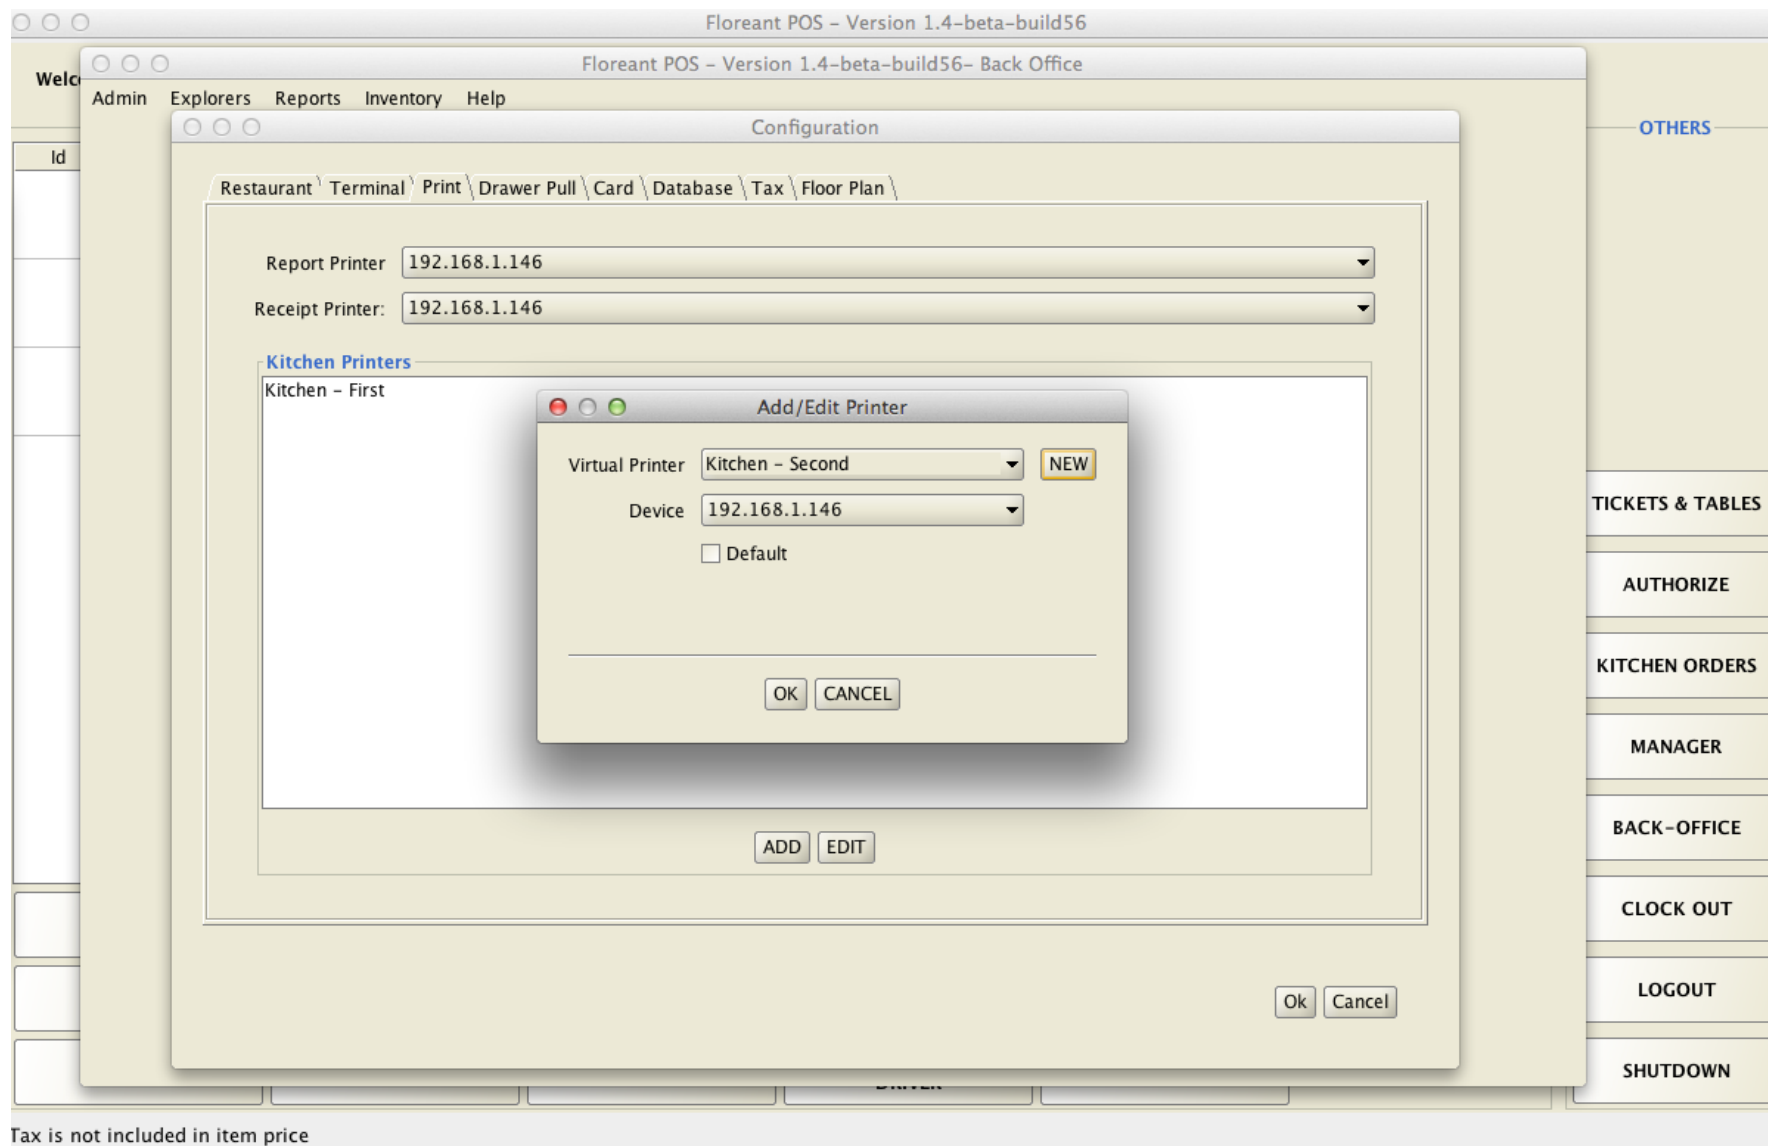 Floreant POS – Version 1.4–beta–build56
Floreant POS – Version 1.4–beta–build56– Back Office
Admin Explorers Reports Inventory Help
Configuration
OTHERS
Id
Restaurant Terminal Print Drawer Pull Card Database Tax Floor Plan
Report Printer 192.168.1.146
Receipt Printer: 192.168.1.146
Kitchen Printers
Kitchen – First
Add/Edit Printer
Virtual Printer Kitchen – Second NEW
Device 192.168.1.146
Default
OK CANCEL
ADD EDIT
Ok Cancel
TICKETS & TABLES
AUTHORIZE
KITCHEN ORDERS
MANAGER
BACK–OFFICE
CLOCK OUT
LOGOUT
SHUTDOWN
Tax is not included in item price